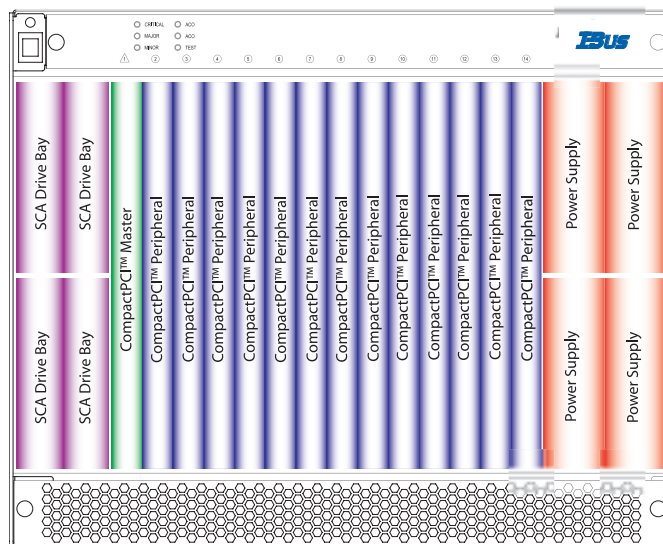 CRITICAL ACO
MAJOR ACO
MINOR TEST
IBus
1 2 3 4 5 6 7 8 9 10 11 12 13 14
SCA Drive Bay
SCA Drive Bay
SCA Drive Bay
SCA Drive Bay
CompactPCI™ Master
CompactPCI™ Peripheral
CompactPCI™ Peripheral
CompactPCI™ Peripheral
CompactPCI™ Peripheral
CompactPCI™ Peripheral
CompactPCI™ Peripheral
CompactPCI™ Peripheral
CompactPCI™ Peripheral
CompactPCI™ Peripheral
CompactPCI™ Peripheral
CompactPCI™ Peripheral
CompactPCI™ Peripheral
CompactPCI™ Peripheral
Power Supply
Power Supply
Power Supply
Power Supply